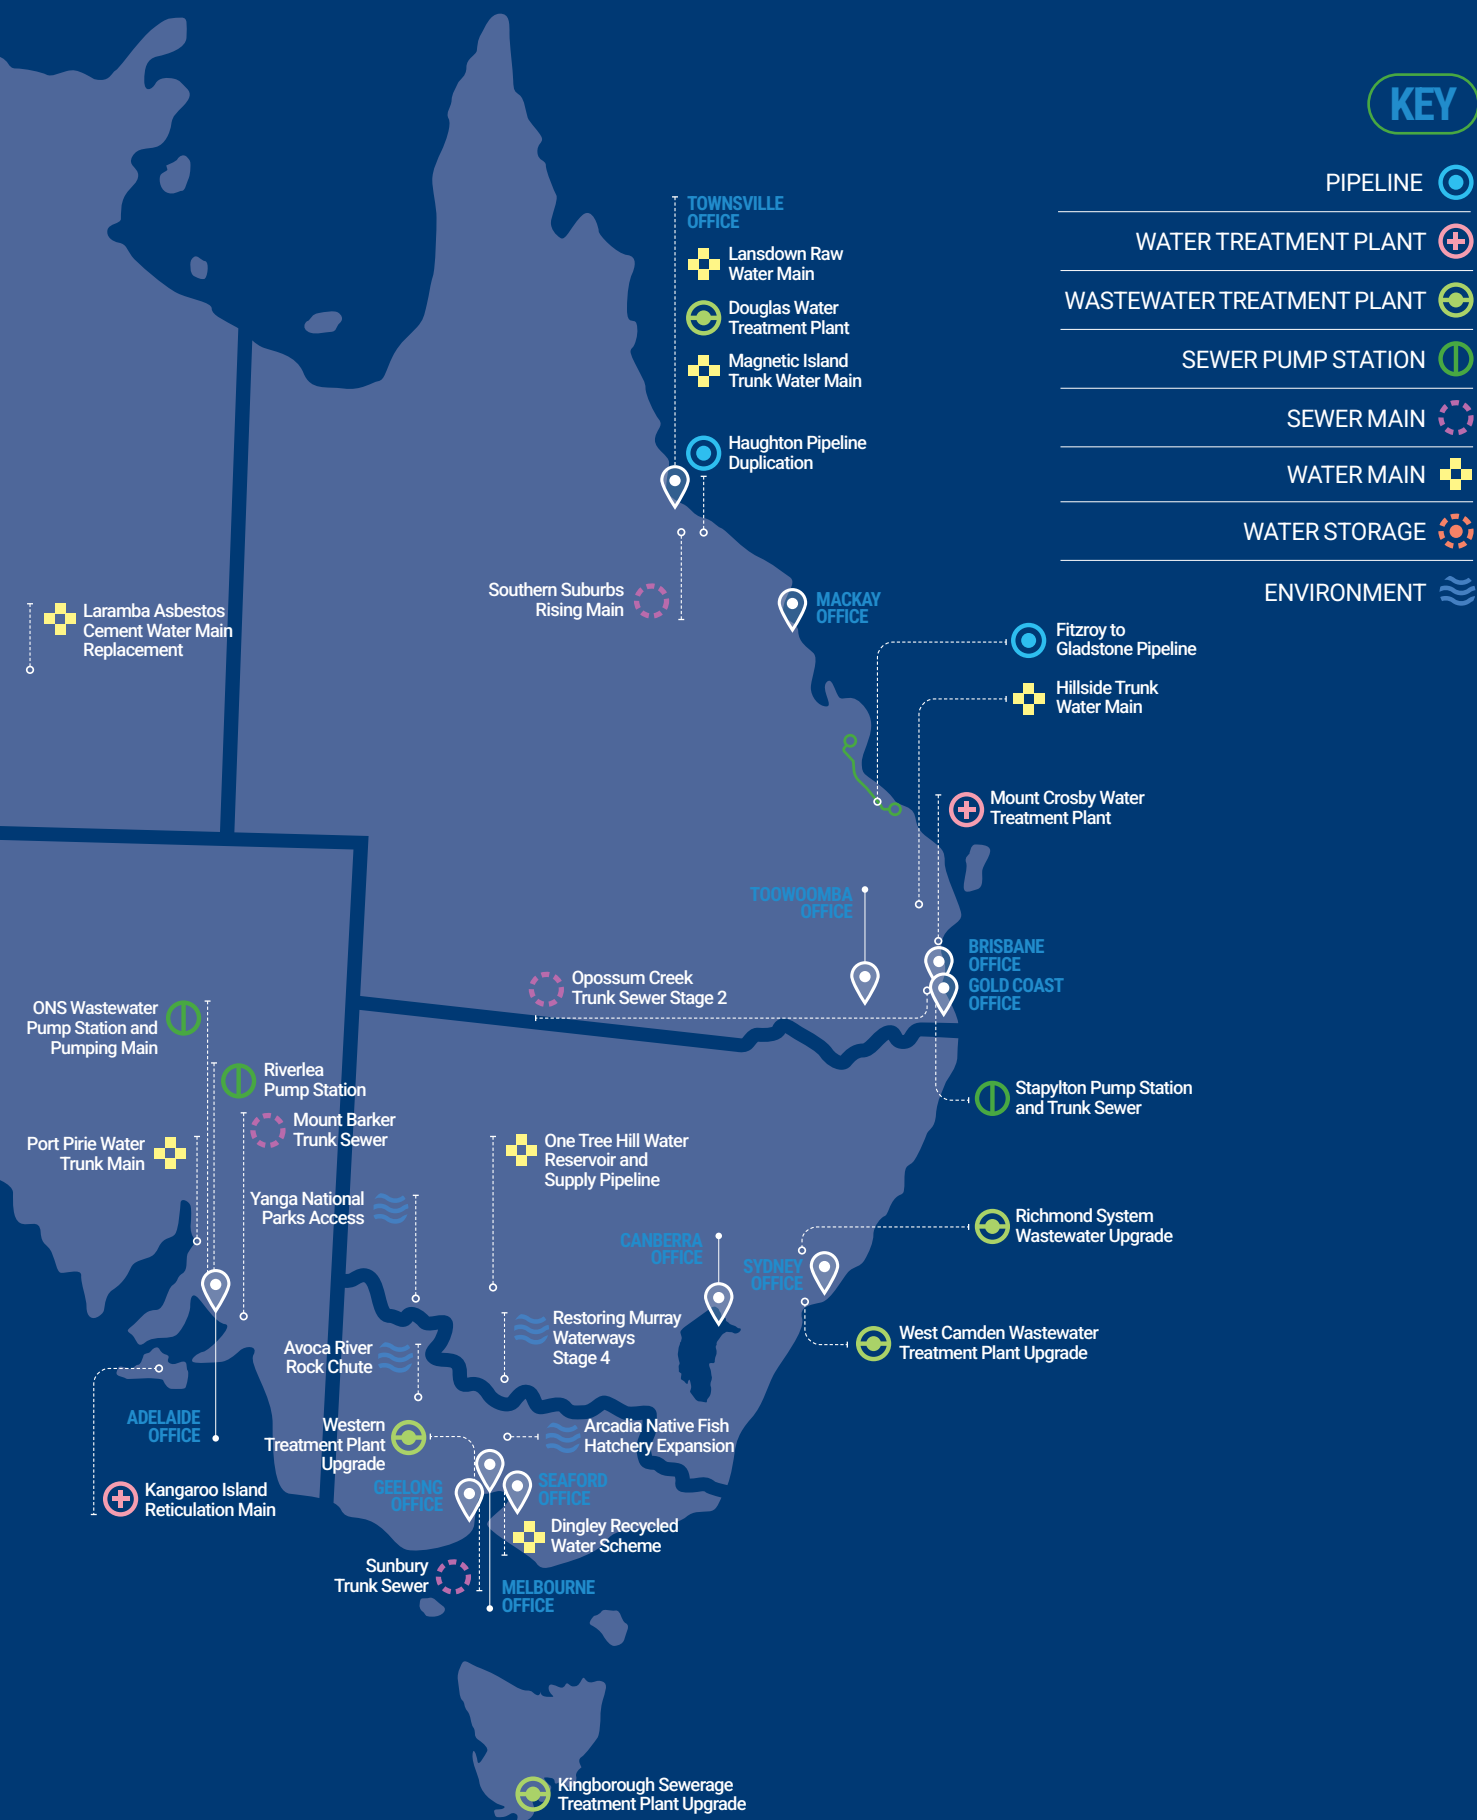 KEY
PIPELINE
WATER TREATMENT PLANT
WASTEWATER TREATMENT PLANT
SEWER PUMP STATION
SEWER MAIN
WATER MAIN
WATER STORAGE
ENVIRONMENT
TOWNSVILLE
OFFICE
Lansdown Raw
Water Main
Douglas Water
Treatment Plant
Magnetic Island
Trunk Water Main
Haughton Pipeline
Duplication
Southern Suburbs
Rising Main
MACKAY
OFFICE
Laramba Asbestos
Cement Water Main
Replacement
Fitzroy to
Gladstone Pipeline
Hillside Trunk
Water Main
Mount Crosby Water
Treatment Plant
TOOWOOMBA
OFFICE
BRISBANE
OFFICE
GOLD COAST
OFFICE
Opossum Creek
Trunk Sewer Stage 2
ONS Wastewater
Pump Station and
Pumping Main
Riverlea
Pump Station
Mount Barker
Trunk Sewer
Port Pirie Water
Trunk Main
Stapylton Pump Station
and Trunk Sewer
One Tree Hill Water
Reservoir and
Supply Pipeline
Yanga National
Parks Access
Richmond System
Wastewater Upgrade
CANBERRA
OFFICE
SYDNEY
OFFICE
Restoring Murray
Waterways
Stage 4
Avoca River
Rock Chute
West Camden Wastewater
Treatment Plant Upgrade
ADELAIDE
OFFICE
Western
Treatment Plant
Upgrade
Arcadia Native Fish
Hatchery Expansion
GEELONG
OFFICE
SEAFORD
OFFICE
Kangaroo Island
Reticulation Main
Dingley Recycled
Water Scheme
Sunbury
Trunk Sewer
MELBOURNE
OFFICE
Kingborough Sewerage
Treatment Plant Upgrade